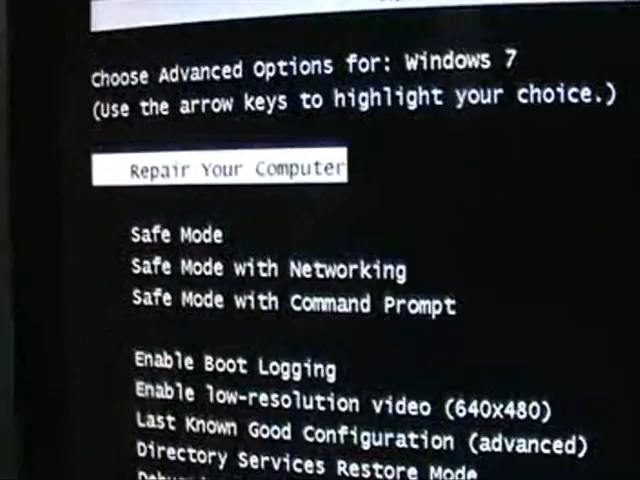 Choose Advanced Options for: Windows 7
(Use the arrow keys to highlight your choice.)
Repair Your Computer
Safe Mode
Safe Mode with Networking
Safe Mode with Command Prompt
Enable Boot Logging
Enable low-resolution video (640x480)
Last Known Good Configuration (advanced)
Directory Services Restore Mode